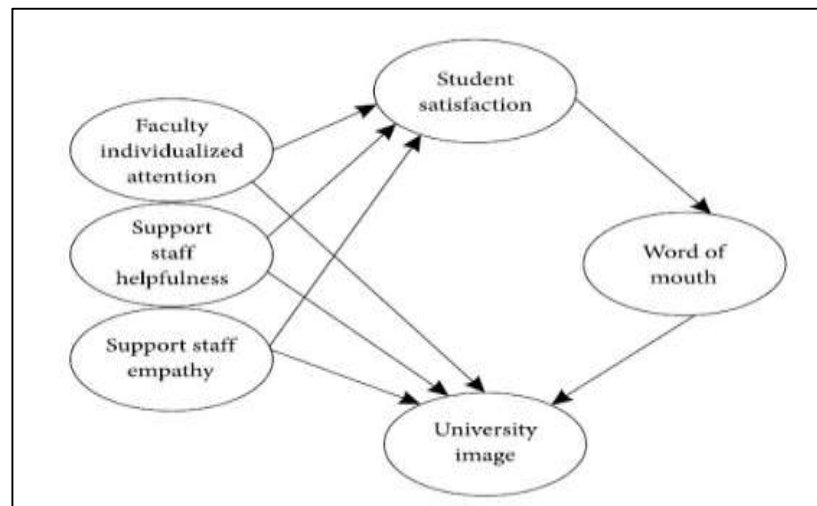 Student
satisfaction
Faculty
individualized
attention
Support
staff
helpfulness
Word of
mouth
Support staff
empathy
University
image